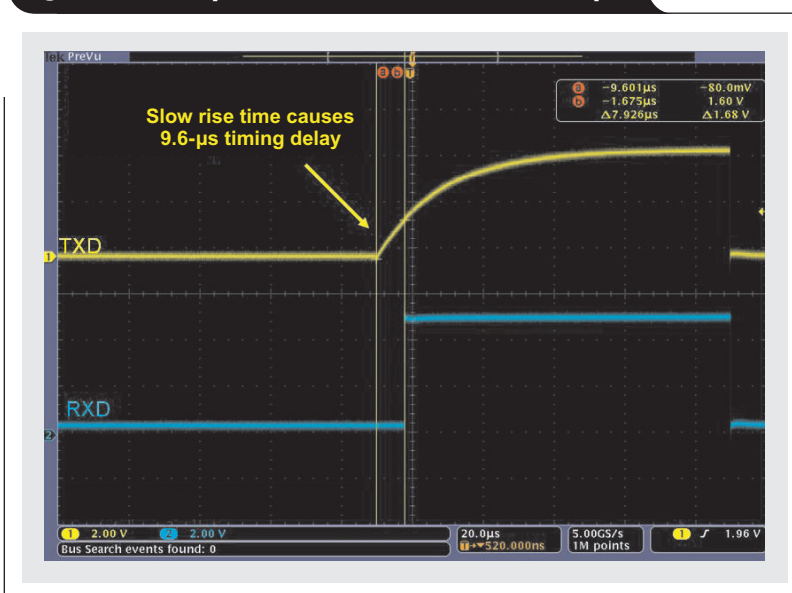 Tek PreVu
a b T
a −9.601µs −80.0mV
b −1.675µs 1.60 V
Δ7.926µs Δ1.68 V
Slow rise time causes
9.6-µs timing delay
TXD
1
RXD
2
1 2.00 V 2 2.00 V
Bus Search events found: 0
20.0µs
T→▼520.000ns
5.00GS/s
1M points
1 ƒ 1.96 V